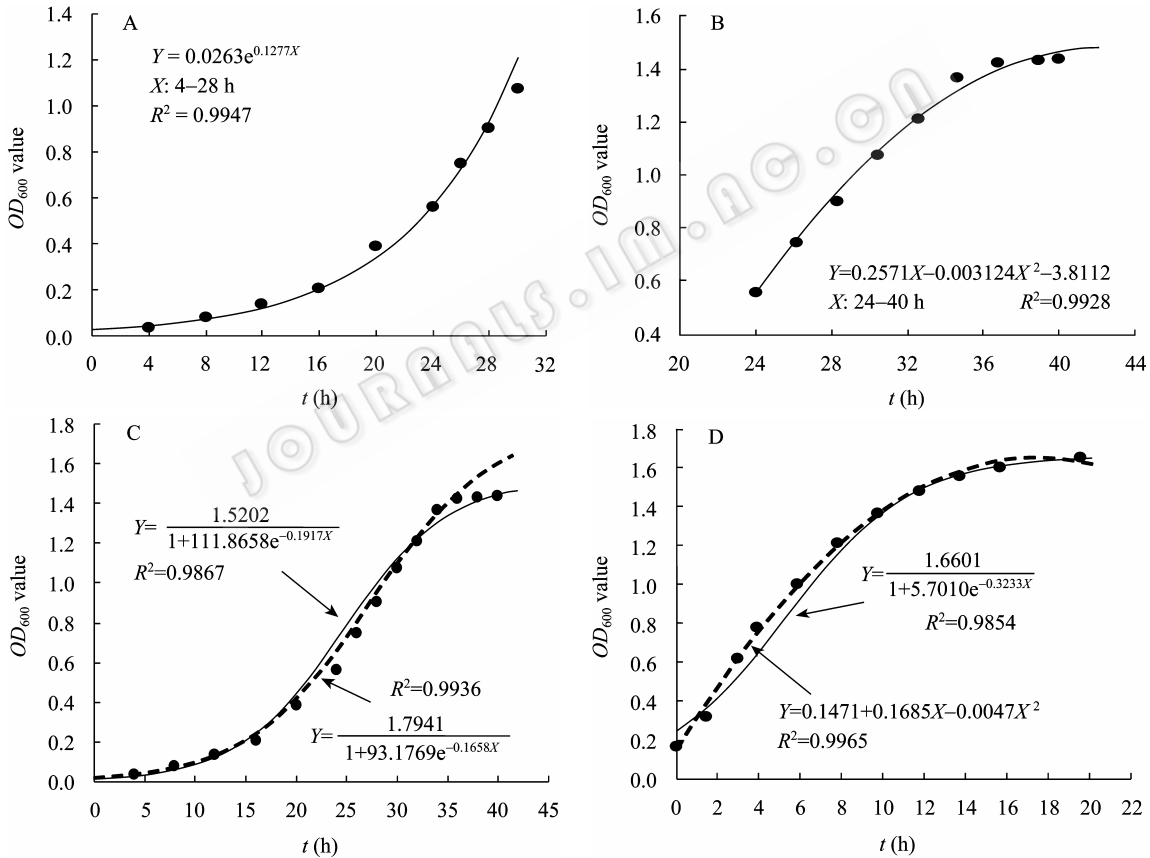 A
Y = 0.0263e^0.1277X
X: 4–28 h
R² = 0.9947
OD600 value
1.4
1.2
1.0
0.8
0.6
0.4
0.2
0.0
0 4 8 12 16 20 24 28 32
t (h)
B
OD600 value
1.6
1.4
1.2
1.0
0.8
0.6
0.4
Y=0.2571X–0.003124X²–3.8112
X: 24–40 h R²=0.9928
20 24 28 32 36 40 44
t (h)
C
OD600 value
1.8
1.6
1.4
1.2
1.0
0.8
0.6
0.4
0.2
0.0
Y= 1.5202
1+111.8658e^–0.1917X
R²=0.9867
R²=0.9936
Y= 1.7941
1+93.1769e^–0.1658X
0 5 10 15 20 25 30 35 40 45
t (h)
D
OD600 value
1.8
1.6
1.4
1.2
1.0
0.8
0.6
0.4
0.2
0.0
Y= 1.6601
1+5.7010e^–0.3233X
R²=0.9854
Y=0.1471+0.1685X–0.0047X²
R²=0.9965
0 2 4 6 8 10 12 14 16 18 20 22
t (h)
JOURNALS.IM.AC.CN